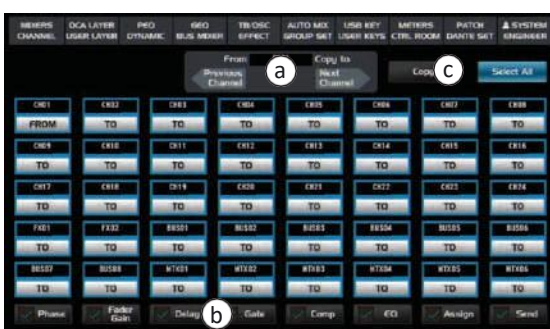 MIXERS DCA LAYER PEQ GEQ TB/OSC AUTO MIX USB KEY METERS PATCH SYSTEM
CHANNEL USER LAYER DYNAMIC BUS MIXER EFFECT GROUP SET USER KEYS CTRL ROOM DANTE SET ENGINEER
From Copy to
a
Previous Channel
Next Channel
Copy
c
Select All
CH01 CH02 CH03 CH04 CH05 CH06 CH07 CH08
FROM TO TO TO TO TO TO TO
CH09 CH10 CH11 CH12 CH13 CH14 CH15 CH16
TO TO TO TO TO TO TO TO
CH17 CH18 CH19 CH20 CH21 CH22 CH23 CH24
TO TO TO TO TO TO TO TO
FX01 FX02 BUS01 BUS02 BUS03 BUS04 BUS05 BUS06
TO TO TO TO TO TO TO TO
BUS07 BUS08 MTX01 MTX02 MTX03 MTX04 MTX05 MTX06
TO TO TO TO TO TO TO TO
Phase Fader Gain Delay b Gate Comp EQ Assign Send